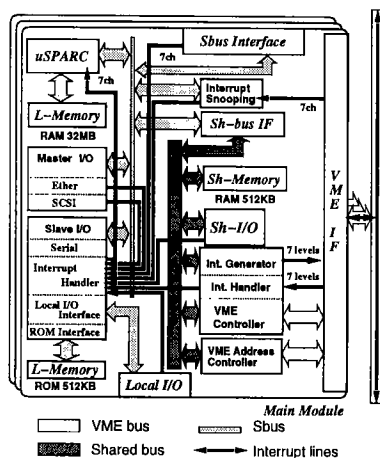 Sbus Interface
uSPARC
7ch
7ch
Interrupt
Snooping
7ch
L-Memory
RAM 32MB
Sh-bus IF
Master I/O
Ether
SCSI
Sh-Memory
RAM 512KB
VME IF
Slave I/O
Serial
Interrupt
Handler
Local I/O
Interface
ROM Interface
Sh-I/O
Int. Generator
7 levels
Int. Handler
7 levels
VME
Controller
VME Address
Controller
L-Memory
ROM 512KB
Local I/O
Main Module
VME bus
Sbus
Shared bus
Interrupt lines